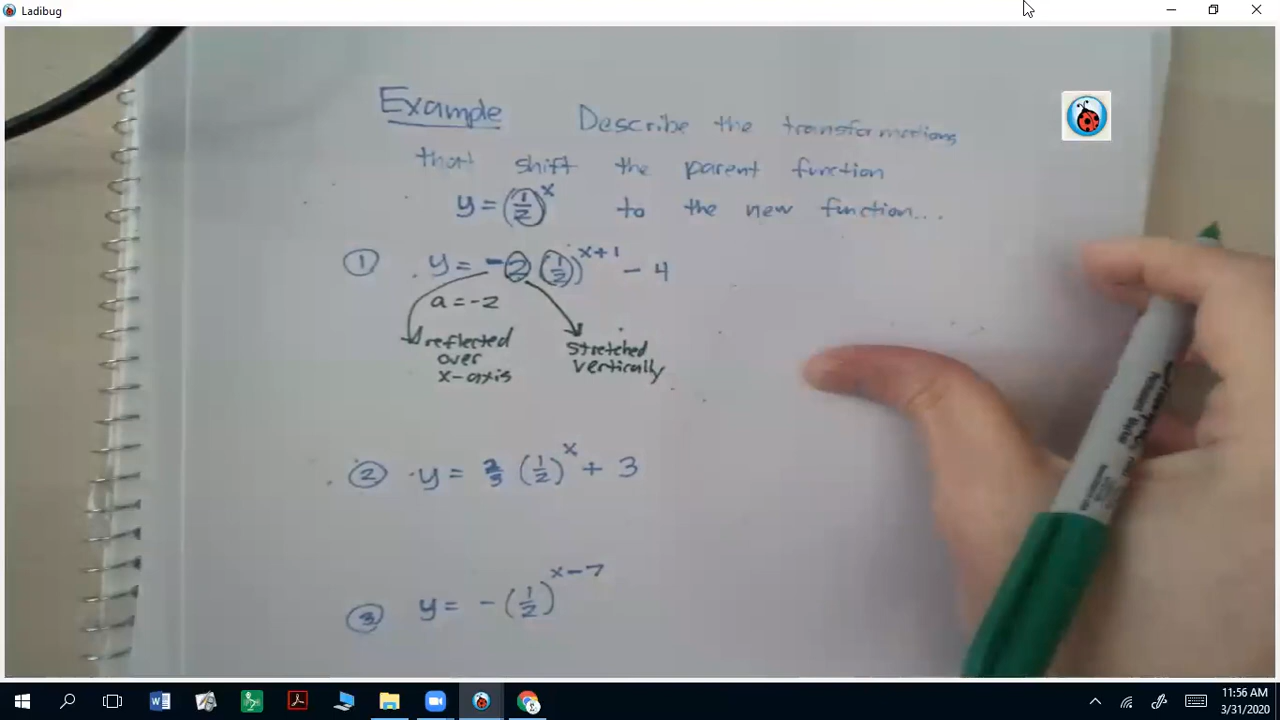 Ladibug
Example Describe the transformations
that shift the parent function
y = (1/2)^x to the new function...
① y = -2 (1/2)^x+1 - 4
a = -2
reflected over x-axis
stretched vertically
② y = 2/3 (1/2)^x + 3
③ y = - (1/2)^x-7
11:56 AM
3/31/2020